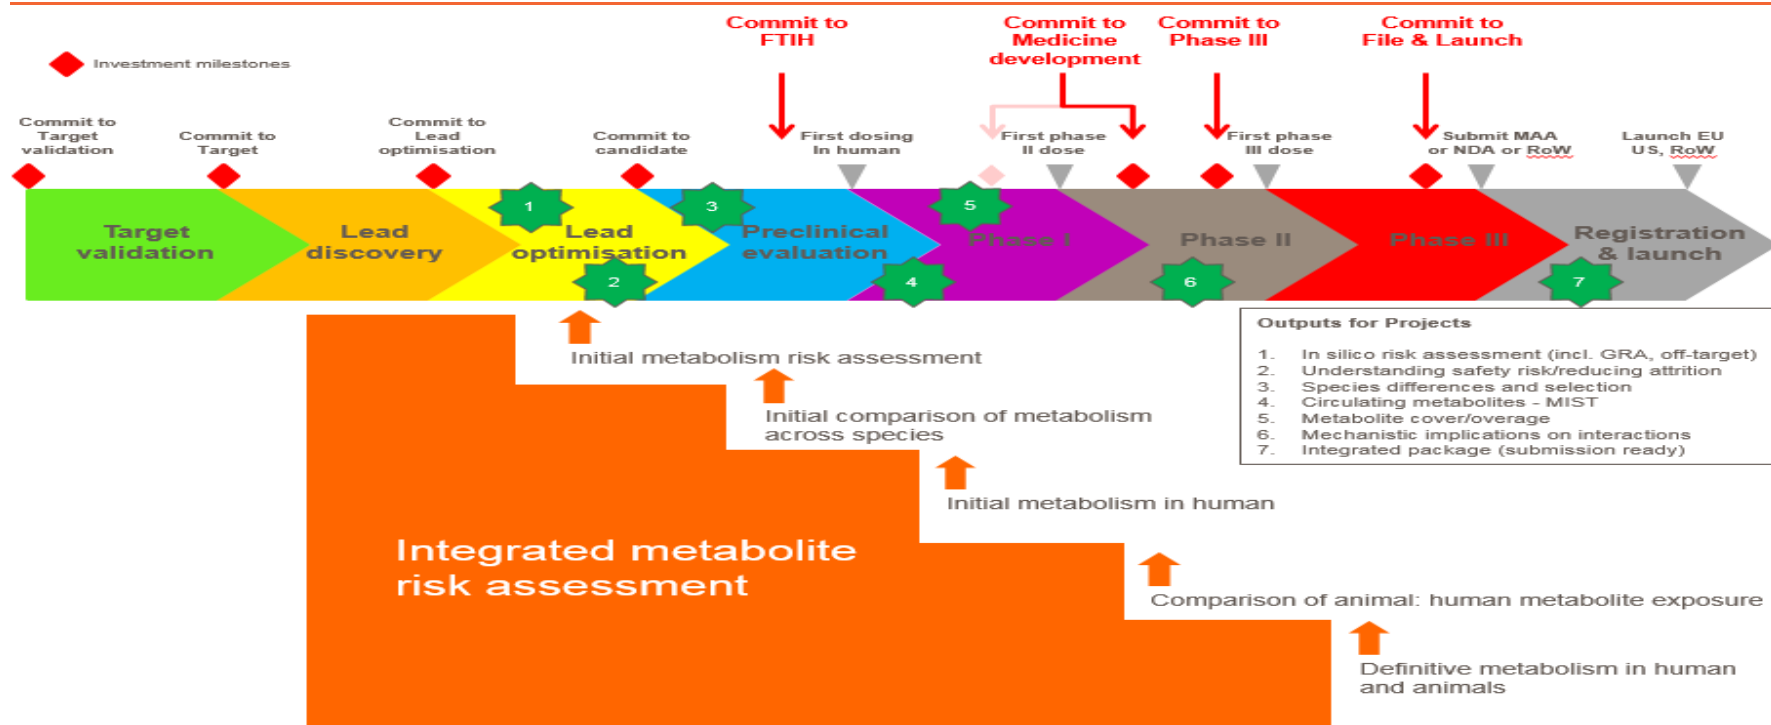 Commit to
FTIH
Commit to
Medicine
development
Commit to
Phase III
Commit to
File & Launch
Investment milestones
Commit to
Target
validation
Commit to
Target
Commit to
Lead
optimisation
Commit to
candidate
First dosing
In human
First phase
II dose
First phase
III dose
Submit MAA
or NDA or RoW
Launch EU
US, RoW
Target
validation
Lead
discovery
Lead
optimisation
Preclinical
evaluation
Phase I
Phase II
Phase III
Registration
& launch
1
2
3
4
5
6
7
Initial metabolism risk assessment
Initial comparison of metabolism
across species
Initial metabolism in human
Comparison of animal: human metabolite exposure
Definitive metabolism in human
and animals
Integrated metabolite
risk assessment
Outputs for Projects
1. In silico risk assessment (incl. GRA, off-target)
2. Understanding safety risk/reducing attrition
3. Species differences and selection
4. Circulating metabolites - MIST
5. Metabolite cover/overage
6. Mechanistic implications on interactions
7. Integrated package (submission ready)